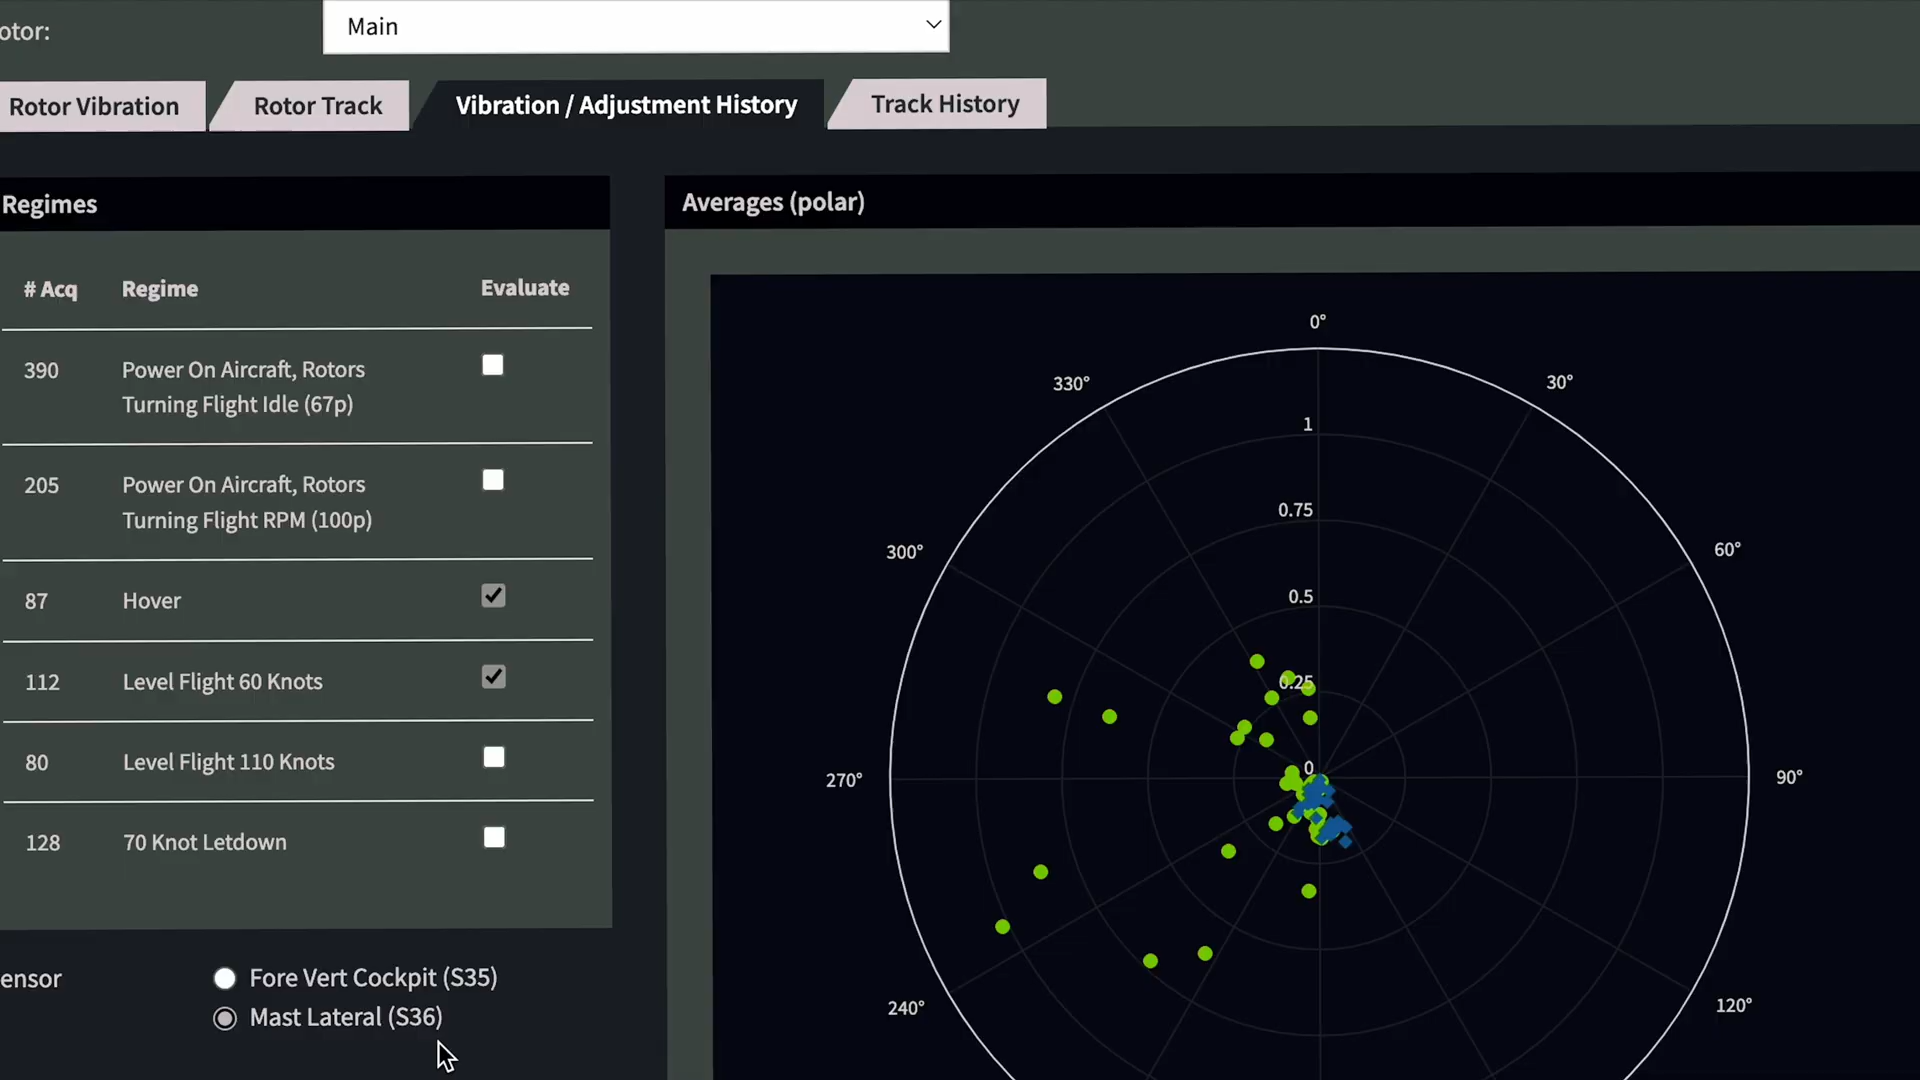 otor:
Main
Rotor Vibration
Rotor Track
Vibration / Adjustment History
Track History
Regimes
# Acq Regime Evaluate
390 Power On Aircraft, Rotors
Turning Flight Idle (67p)
205 Power On Aircraft, Rotors
Turning Flight RPM (100p)
87 Hover
112 Level Flight 60 Knots
80 Level Flight 110 Knots
128 70 Knot Letdown
ensor
Fore Vert Cockpit (S35)
Mast Lateral (S36)
Averages (polar)
0°
330°
30°
1
0.75
300°
60°
0.5
0.25
0
270°
90°
240°
120°